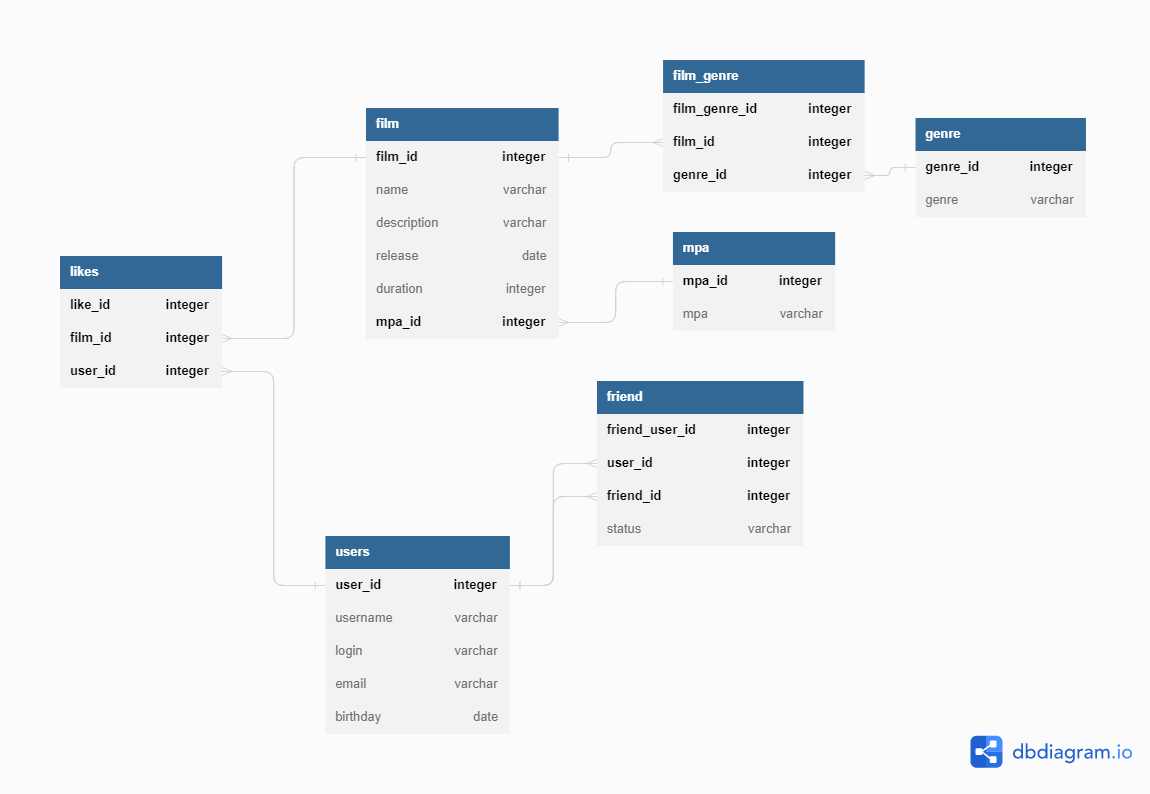 film_genre
film_genre_id integer
film_id integer
genre_id integer
film
film_id integer
name varchar
description varchar
release date
duration integer
mpa_id integer
genre
genre_id integer
genre varchar
mpa
mpa_id integer
mpa varchar
likes
like_id integer
film_id integer
user_id integer
friend
friend_user_id integer
user_id integer
friend_id integer
status varchar
users
user_id integer
username varchar
login varchar
email varchar
birthday date
dbdiagram.io